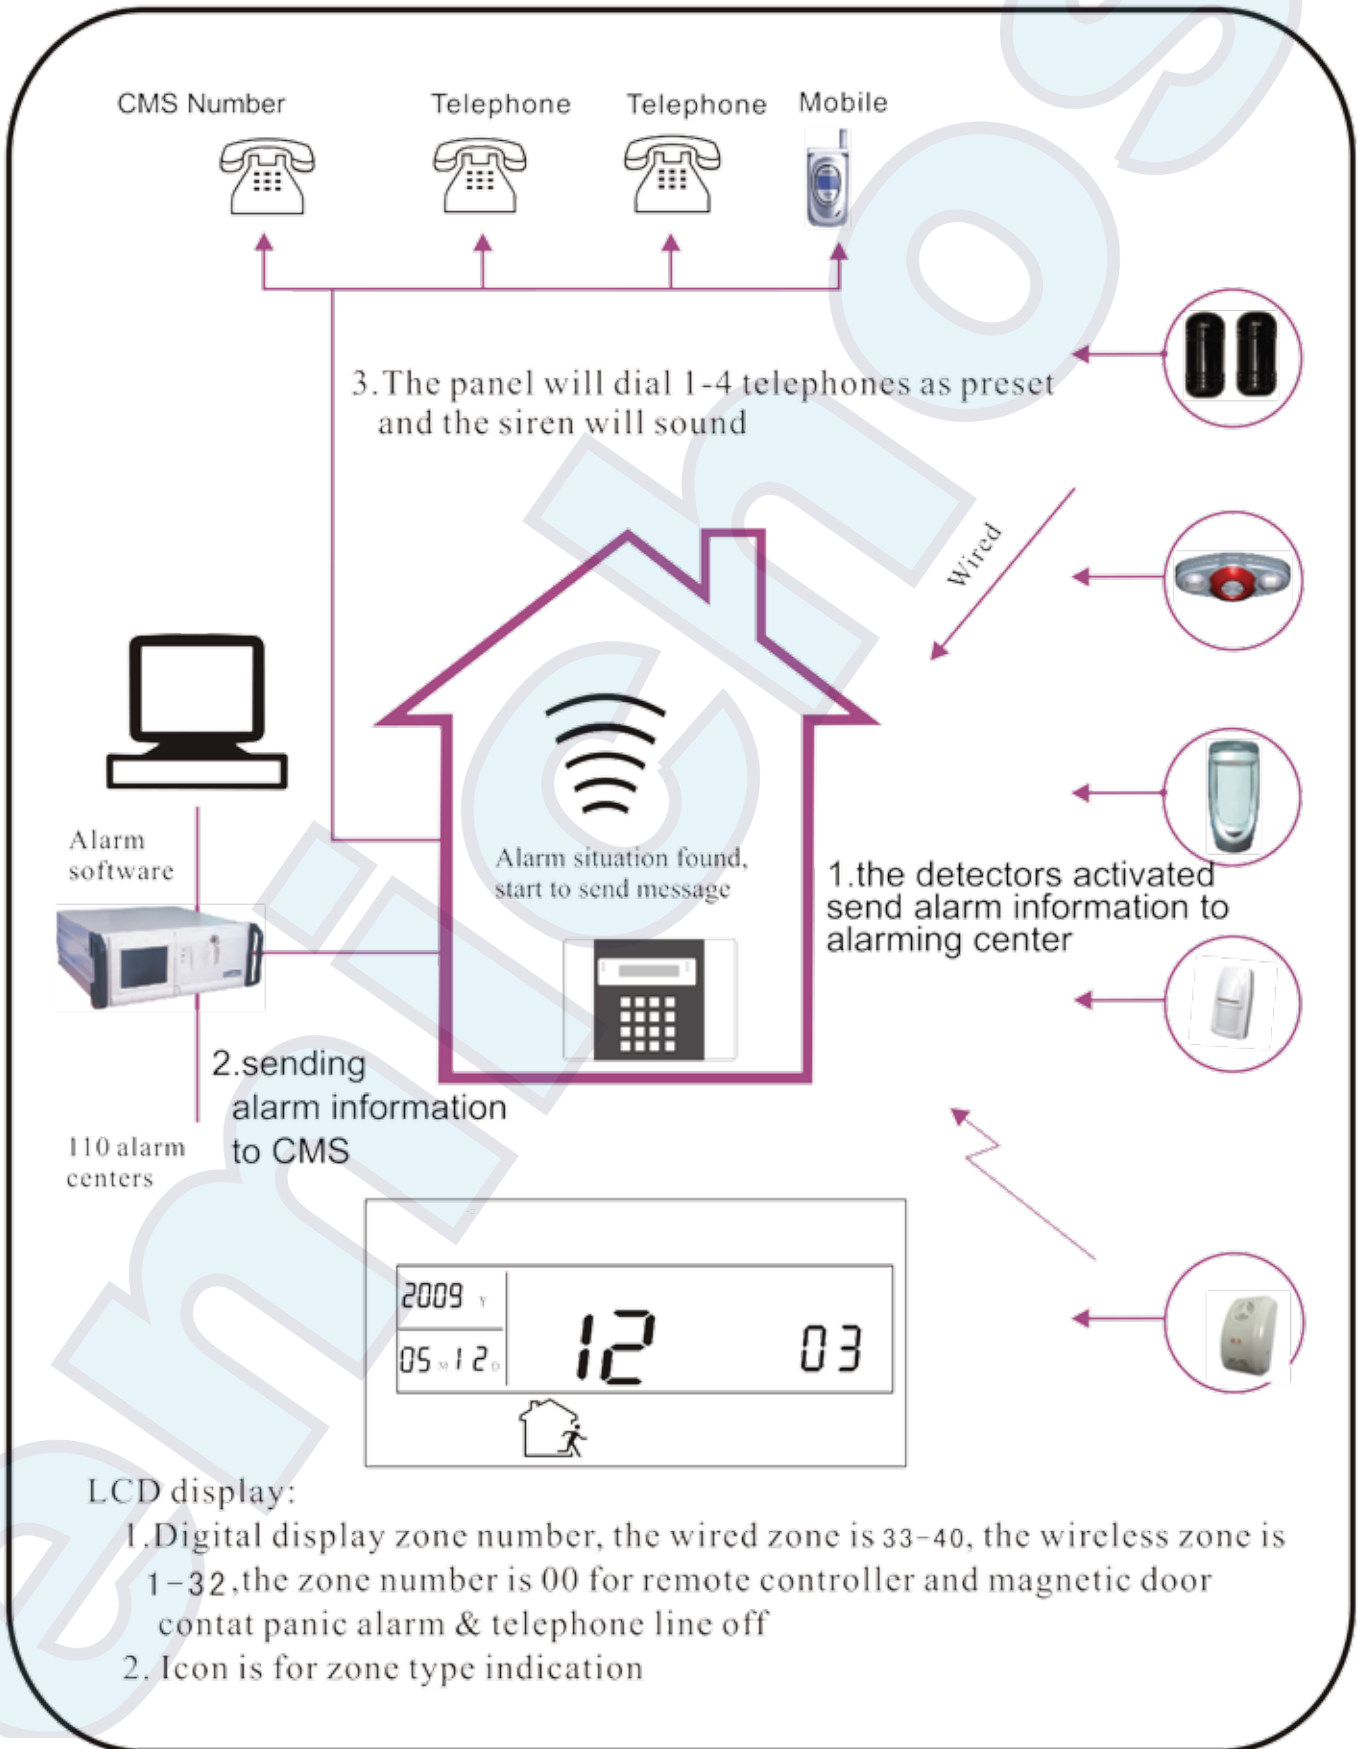 CMS Number
Telephone
Telephone
Mobile
3.The panel will dial 1-4 telephones as preset
and the siren will sound
Wired
Alarm
software
Alarm situation found,
start to send message
1.the detectors activated
send alarm information to
alarming center
2.sending
alarm information
to CMS
110 alarm
centers
2009 Y
05 M 12 D
12
03
LCD display:
1.Digital display zone number, the wired zone is 33-40, the wireless zone is
1-32,the zone number is 00 for remote controller and magnetic door
contat panic alarm & telephone line off
2. Icon is for zone type indication